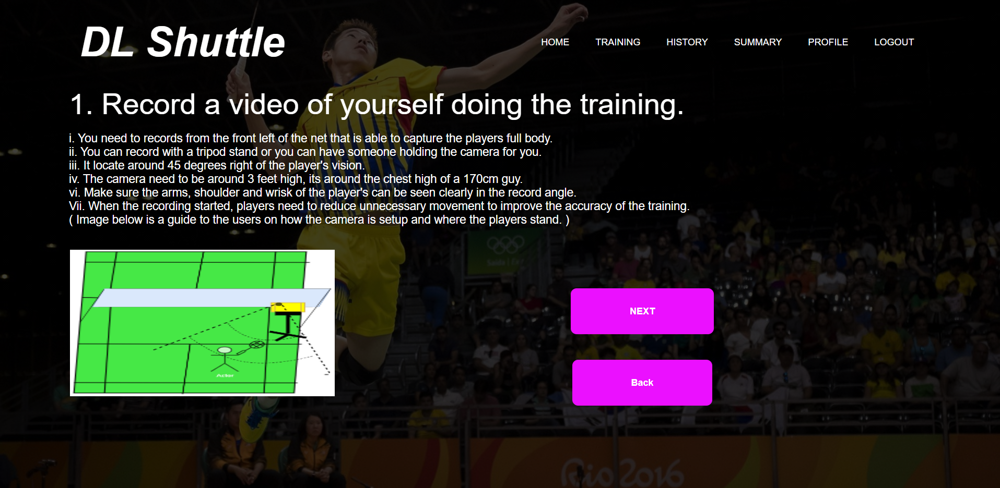 DL Shuttle
HOME TRAINING HISTORY SUMMARY PROFILE LOGOUT
1. Record a video of yourself doing the training.
i. You need to records from the front left of the net that is able to capture the players full body.
ii. You can record with a tripod stand or you can have someone holding the camera for you.
iii. It locate around 45 degrees right of the player's vision.
iv. The camera need to be around 3 feet high, its around the chest high of a 170cm guy.
vi. Make sure the arms, shoulder and wrisk of the player's can be seen clearly in the record angle.
Vii. When the recording started, players need to reduce unnecessary movement to improve the accuracy of the training.
( Image below is a guide to the users on how the camera is setup and where the players stand. )
Actor
NEXT
Back
Rio 2016